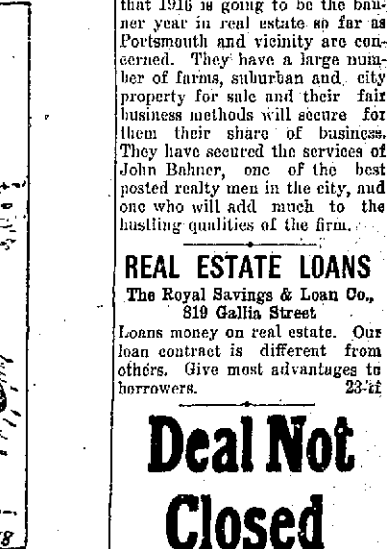 that 1916 is going to be the ban-
ner year in real estate so far as
Portsmouth and vicinity are con-
cerned. They have a large num-
ber of farms, suburban and city
property for sale and their fair
business methods will secure for
them their share of business.
They have secured the services of
John Bahner, one of the best
posted realty men in the city, and
one who will add much to the
hustling qualities of the firm.
REAL ESTATE LOANS
The Royal Savings & Loan Co.,
819 Gallia Street
Loans money on real estate. Our
loan contract is different from
others. Give most advantages to
borrowers. 23-tf
Deal Not
Closed